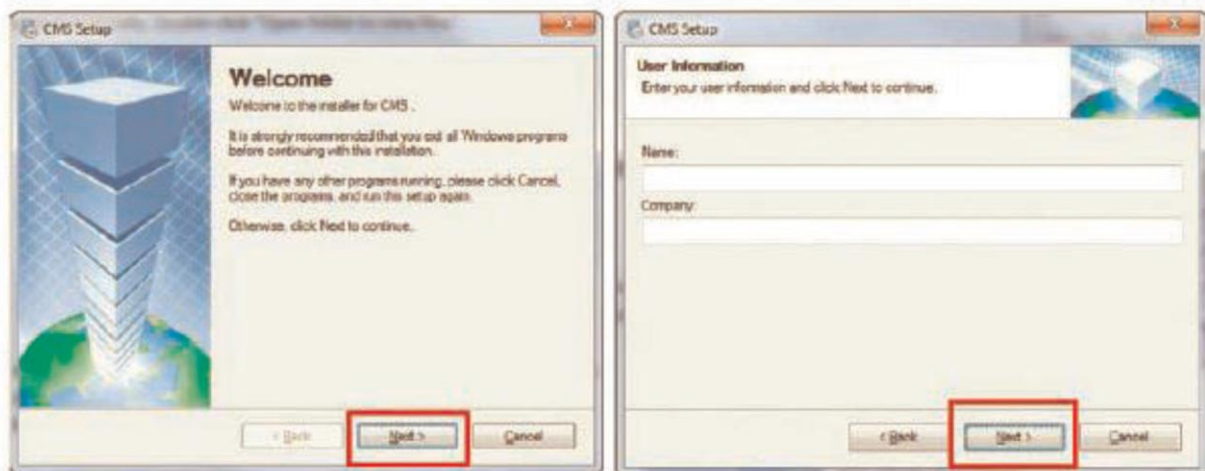 CMS Setup
Welcome
Welcome to the installer for CMS .
It is strongly recommended that you exit all Windows programs
before continuing with this installation.
If you have any other programs running, please click Cancel,
close the programs, and run this setup again.
Otherwise, click Next to continue.
< Back
Next >
Cancel
CMS Setup
User Information
Enter your user information and click Next to continue.
Name:
Company:
< Back
Next >
Cancel